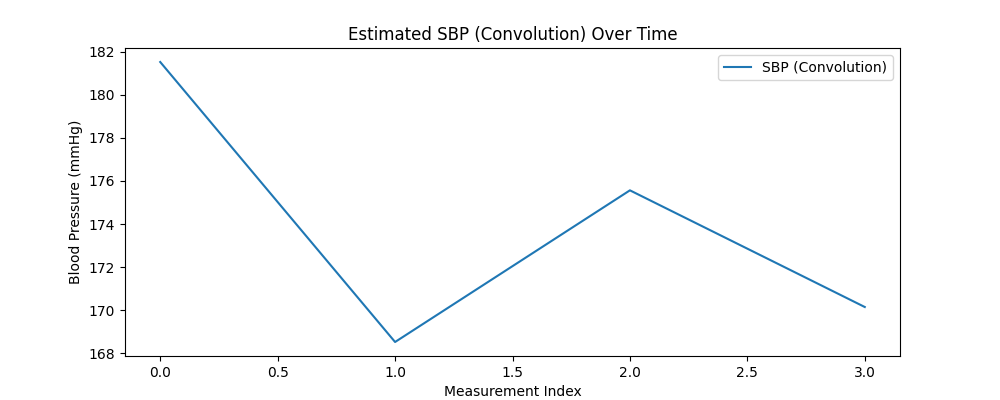 Estimated SBP (Convolution) Over Time
SBP (Convolution)
Blood Pressure (mmHg)
182
180
178
176
174
172
170
168
0.0 0.5 1.0 1.5 2.0 2.5 3.0
Measurement Index